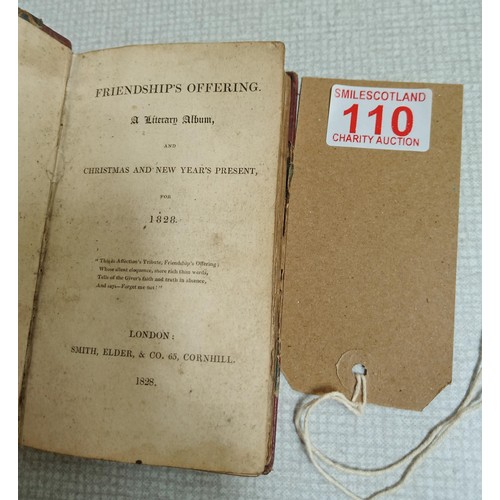 FRIENDSHIP'S OFFERING.
A Literary Album,
AND
CHRISTMAS AND NEW YEAR'S PRESENT,
FOR
1828.
"This is Affection's Tribute, Friendship's Offering;
Whose silent eloquence, more rich than words,
Tells of the Giver's faith and truth in absence,
And says—Forget me not!"
LONDON:
SMITH, ELDER, & CO. 65, CORNHILL.
1828.
SMILESCOTLAND
110
CHARITY AUCTION